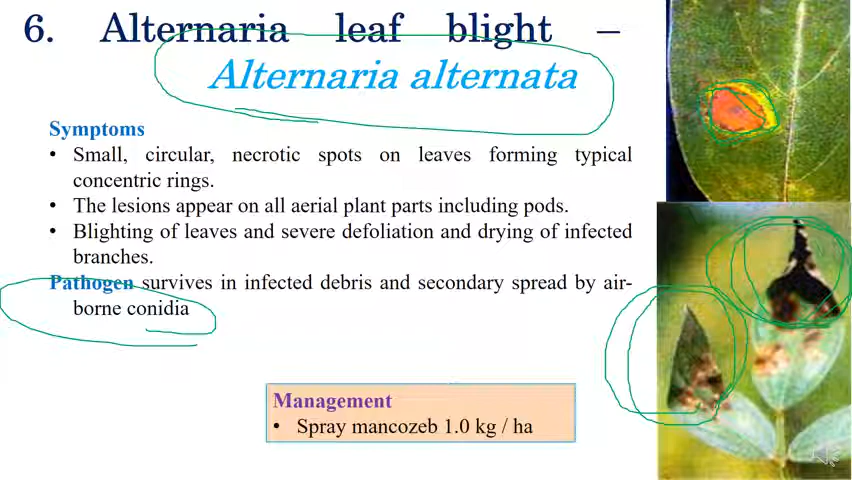 6. Alternaria leaf blight –
Alternaria alternata
Symptoms
• Small, circular, necrotic spots on leaves forming typical
concentric rings.
• The lesions appear on all aerial plant parts including pods.
• Blighting of leaves and severe defoliation and drying of infected
branches.
Pathogen survives in infected debris and secondary spread by air-
borne conidia
Management
• Spray mancozeb 1.0 kg / ha